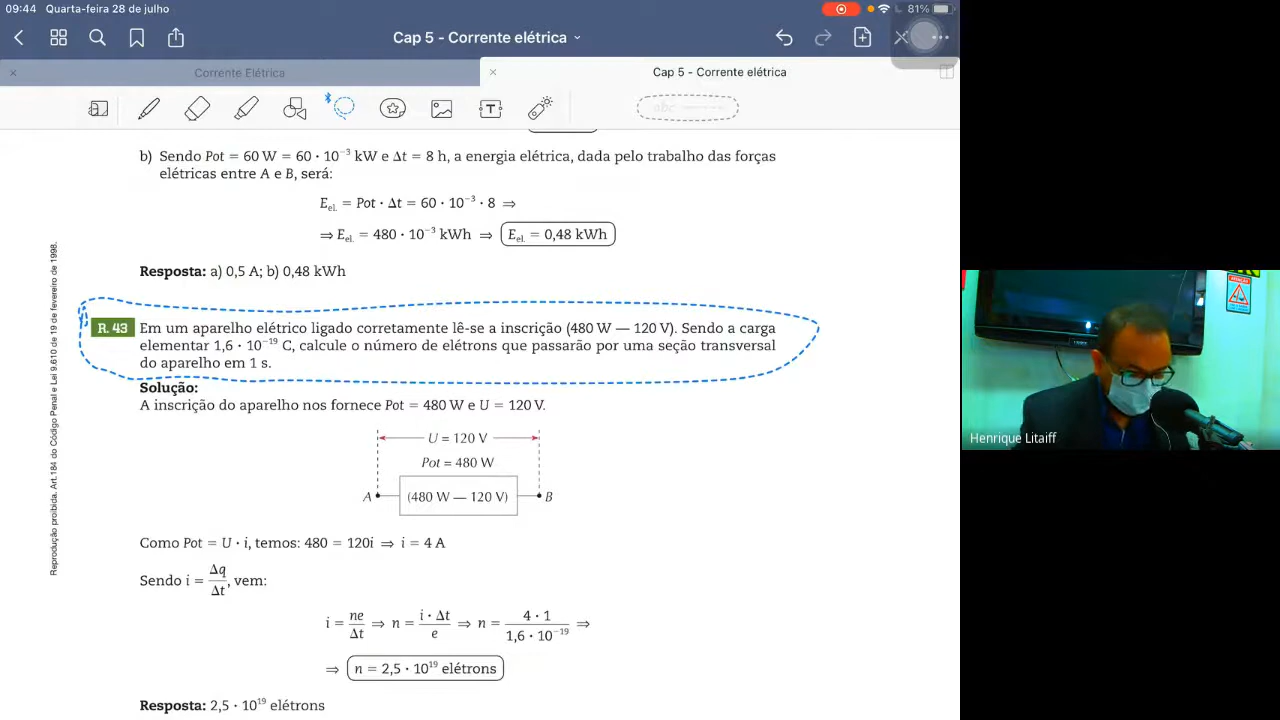 09:44 Quarta-feira 28 de julho
81%
Cap 5 - Corrente elétrica
Corrente Elétrica
Cap 5 - Corrente elétrica
abc
b) Sendo Pot = 60 W = 60 · 10⁻³ kW e Δt = 8 h, a energia elétrica, dada pelo trabalho das forças
elétricas entre A e B, será:
E_el. = Pot · Δt = 60 · 10⁻³ · 8 ⇒
⇒ E_el. = 480 · 10⁻³ kWh ⇒ E_el. = 0,48 kWh
Resposta: a) 0,5 A; b) 0,48 kWh
R. 43 Em um aparelho elétrico ligado corretamente lê-se a inscrição (480 W — 120 V). Sendo a carga
elementar 1,6 · 10⁻¹⁹ C, calcule o número de elétrons que passarão por uma seção transversal
do aparelho em 1 s.
Solução:
A inscrição do aparelho nos fornece Pot = 480 W e U = 120 V.
U = 120 V
Pot = 480 W
A (480 W — 120 V) B
Como Pot = U · i, temos: 480 = 120i ⇒ i = 4 A
Sendo i = Δq/Δt, vem:
i = ne/Δt ⇒ n = i · Δt/e ⇒ n = 4 · 1/1,6 · 10⁻¹⁹ ⇒
⇒ n = 2,5 · 10¹⁹ elétrons
Resposta: 2,5 · 10¹⁹ elétrons
Reprodução proibida. Art.184 do Código Penal e Lei 9.610 de 19 de fevereiro de 1998.
Henrique Litaiff